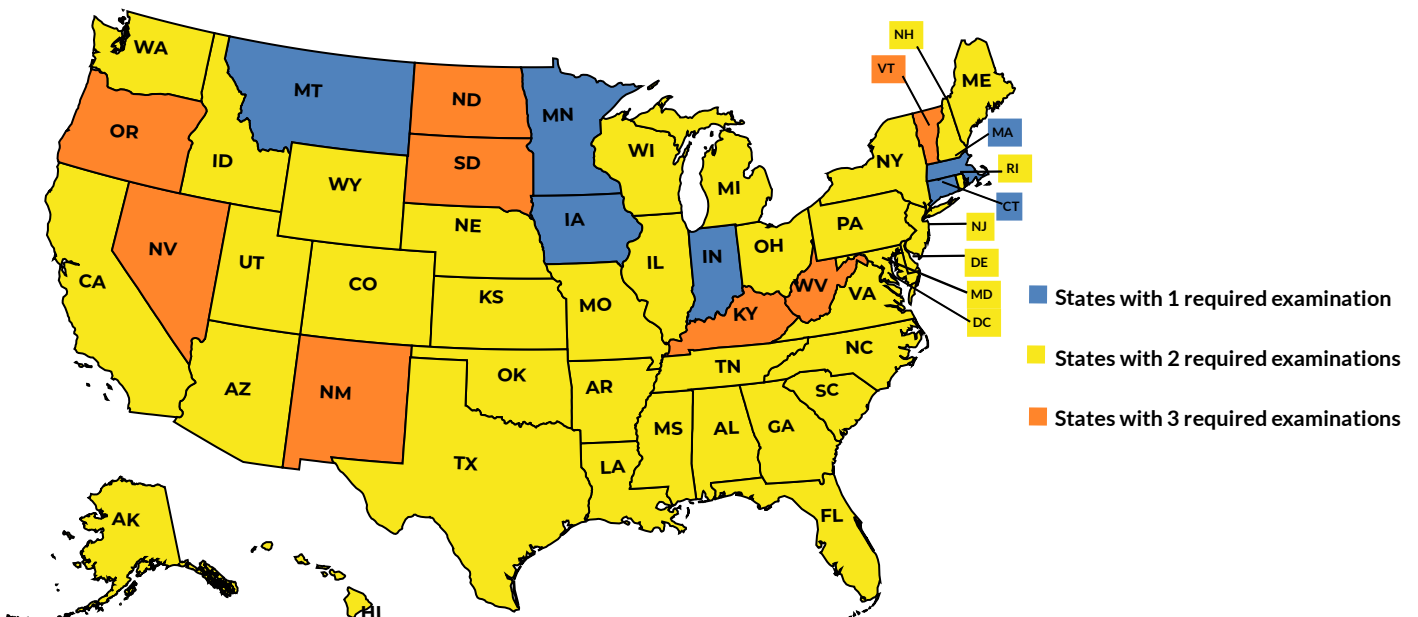 WA
MT
ND
MN
OR
ID
SD
WY
WI
MI
NY
ME
NH
VT
MA
RI
CT
NJ
DE
MD
DC
NV
UT
CA
CO
NE
IA
IL
IN
OH
PA
KS
MO
KY
WV
VA
AZ
NM
OK
AR
TN
NC
SC
TX
LA
MS
AL
GA
FL
AK
HI
States with 1 required examination
States with 2 required examinations
States with 3 required examinations